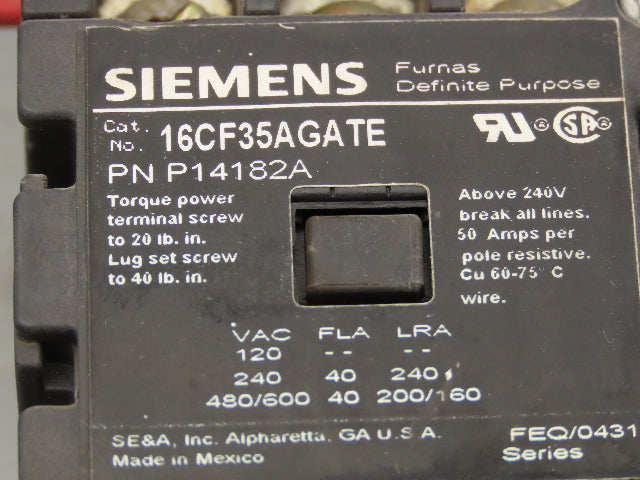 SIEMENS Furnas
Definite Purpose
Cat. No. 16CF35AGATE
PN P14182A
Torque power
terminal screw
to 20 lb. in.
Lug set screw
to 40 lb. in.
Above 240V
break all lines.
50 Amps per
pole resistive.
Cu 60-75°C
wire.
VAC FLA LRA
120 -- --
240 40 240
480/600 40 200/160
SE&A, Inc. Alpharetta, GA U.S.A.
Made in Mexico
FEQ/0431
Series